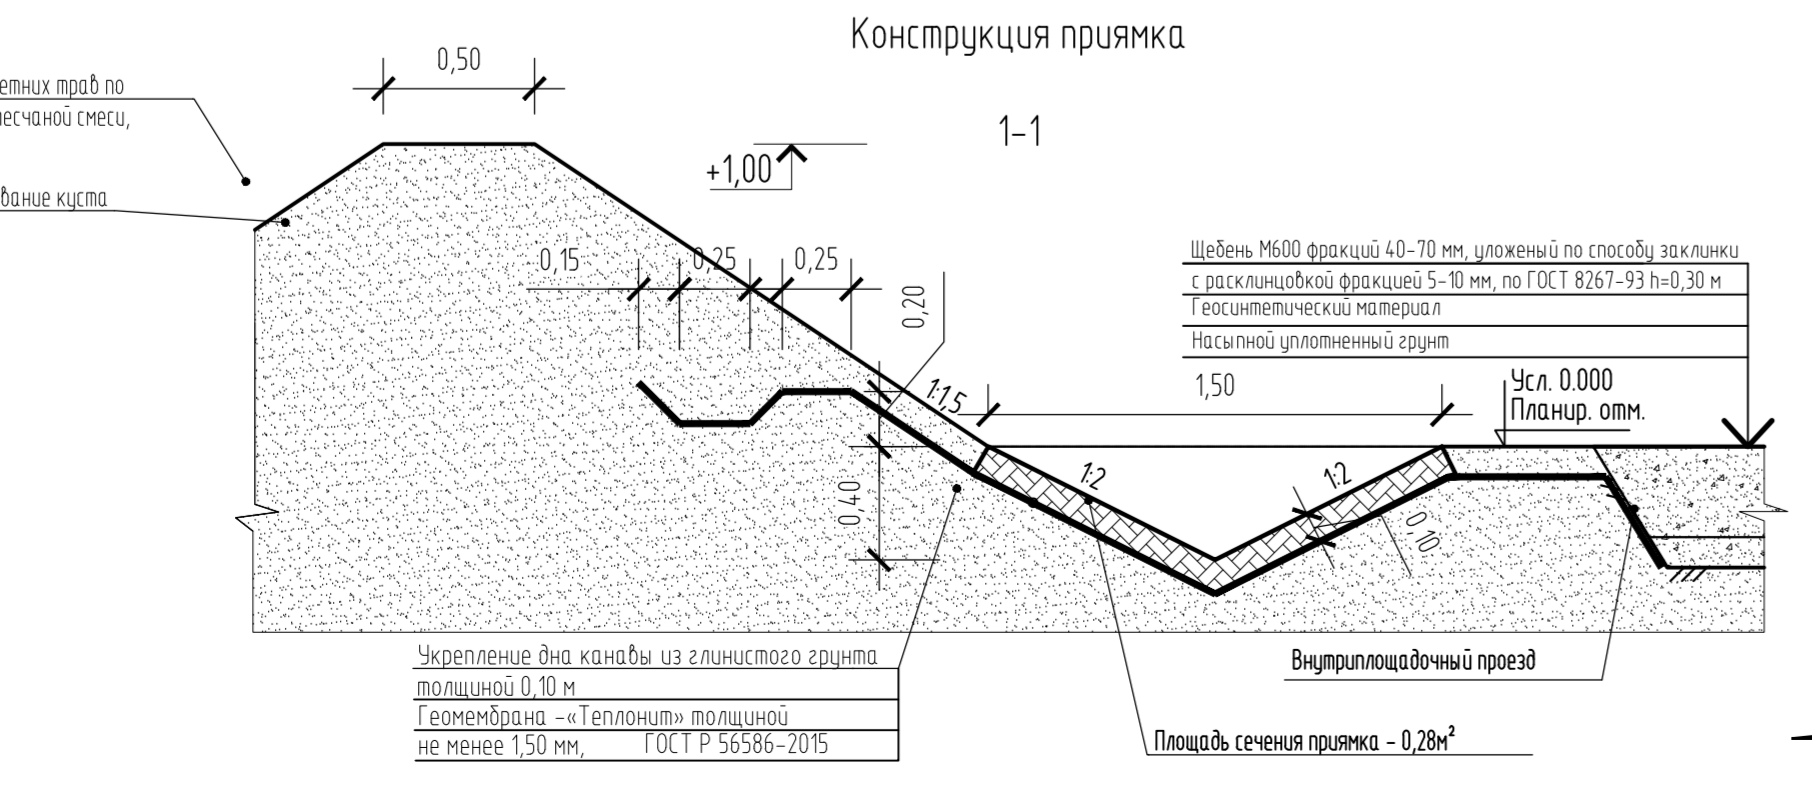 Конструкция приямка
0,50
етних трав по
песчаной смеси,
1-1
+1,00
вание куста
Щебень М600 фракций 40-70 мм, уложеный по способу заклинки
с расклинцовкой фракцией 5-10 мм, по ГОСТ 8267-93 h=0,30 м
Геосинтетический материал
Насыпной уплотненный грунт
0,15
0,25
0,25
0,20
1:1,5
1,50
Усл. 0.000
Планир. отм.
1:2
1:2
0,40
0,10
Укрепление дна канавы из глинистого грунта
толщиной 0,10 м
Геомембрана -«Теплонит» толщиной
не менее 1,50 мм, ГОСТ Р 56586-2015
Внутриплощадочный проезд
Площадь сечения приямка - 0,28м²